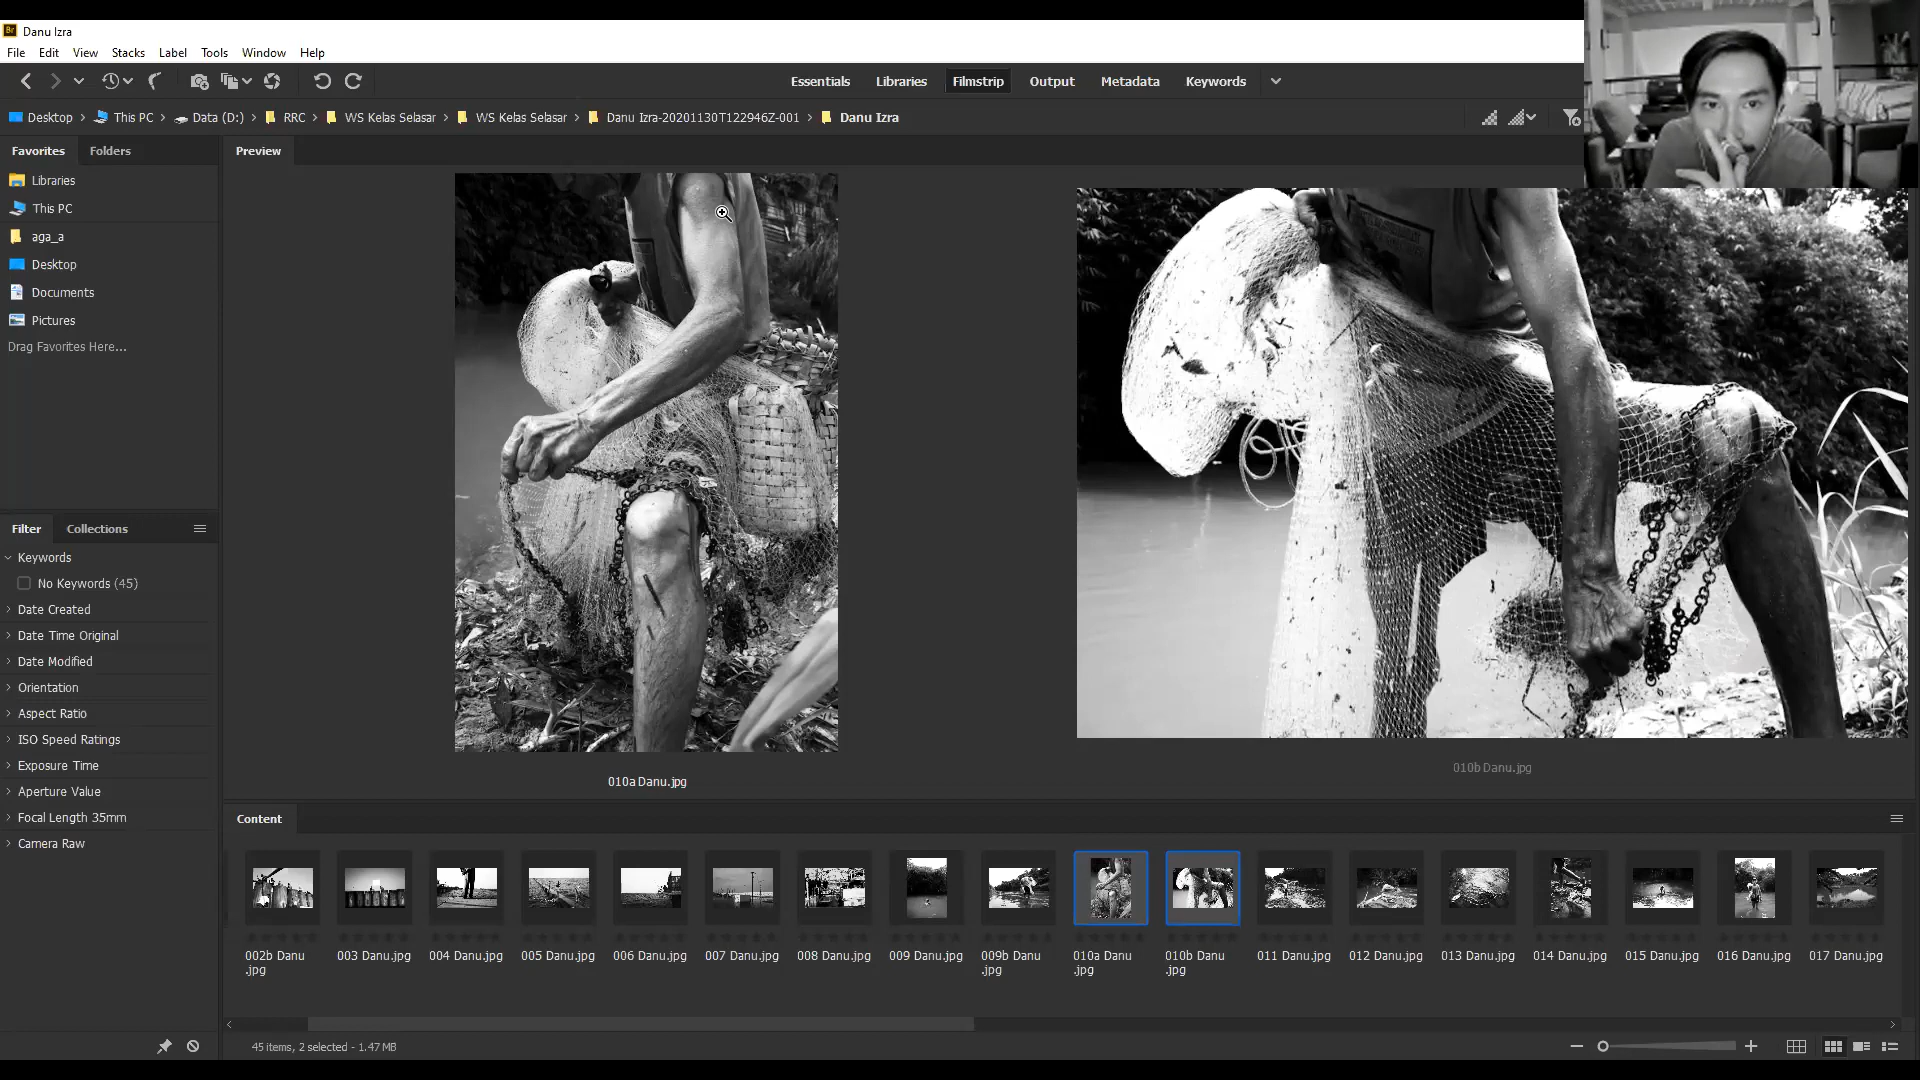 Br Danu Izra
File Edit View Stacks Label Tools Window Help
Essentials Libraries Filmstrip Output Metadata Keywords
Desktop This PC Data (D:) RRC WS Kelas Selasar WS Kelas Selasar Danu Izra-20201130T122946Z-001 Danu Izra
Favorites Folders
Preview
Libraries
This PC
aga_a
Desktop
Documents
Pictures
Drag Favorites Here...
Filter Collections
Keywords
No Keywords (45)
Date Created
Date Time Original
Date Modified
Orientation
Aspect Ratio
ISO Speed Ratings
Exposure Time
Aperture Value
Focal Length 35mm
Camera Raw
010a Danu.jpg
010b Danu.jpg
Content
002b Danu
.jpg
003 Danu.jpg
004 Danu.jpg
005 Danu.jpg
006 Danu.jpg
007 Danu.jpg
008 Danu.jpg
009 Danu.jpg
009b Danu
.jpg
010a Danu
.jpg
010b Danu
.jpg
011 Danu.jpg
012 Danu.jpg
013 Danu.jpg
014 Danu.jpg
015 Danu.jpg
016 Danu.jpg
017 Danu.jpg
45 items, 2 selected - 1.47 MB